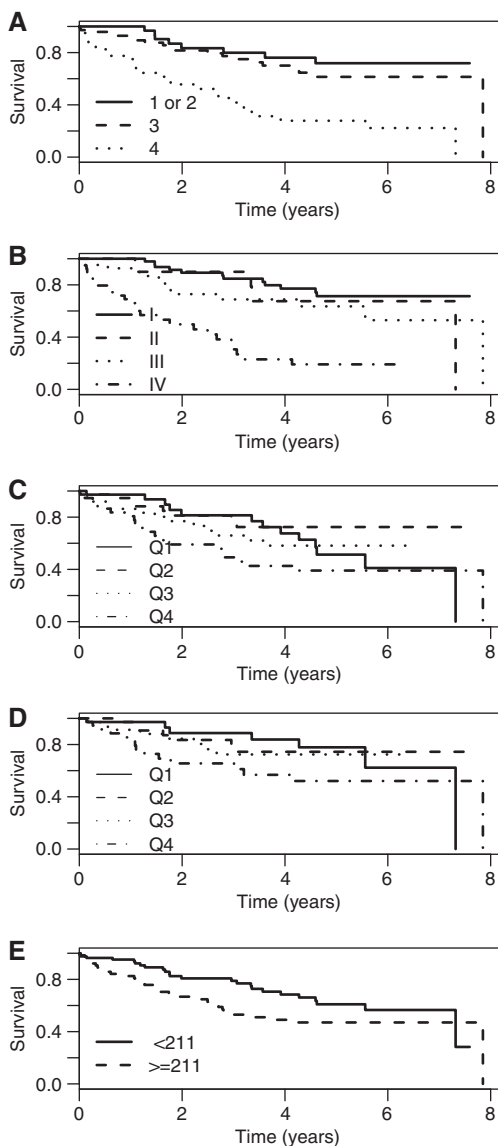 A
Survival
0.8
0.4
0.0
1 or 2
3
4
0 2 4 6 8
Time (years)
B
Survival
0.8
0.4
0.0
I
II
III
IV
0 2 4 6 8
Time (years)
C
Survival
0.8
0.4
0.0
Q1
Q2
Q3
Q4
0 2 4 6 8
Time (years)
D
Survival
0.8
0.4
0.0
Q1
Q2
Q3
Q4
0 2 4 6 8
Time (years)
E
Survival
0.8
0.4
0.0
<211
>=211
0 2 4 6 8
Time (years)